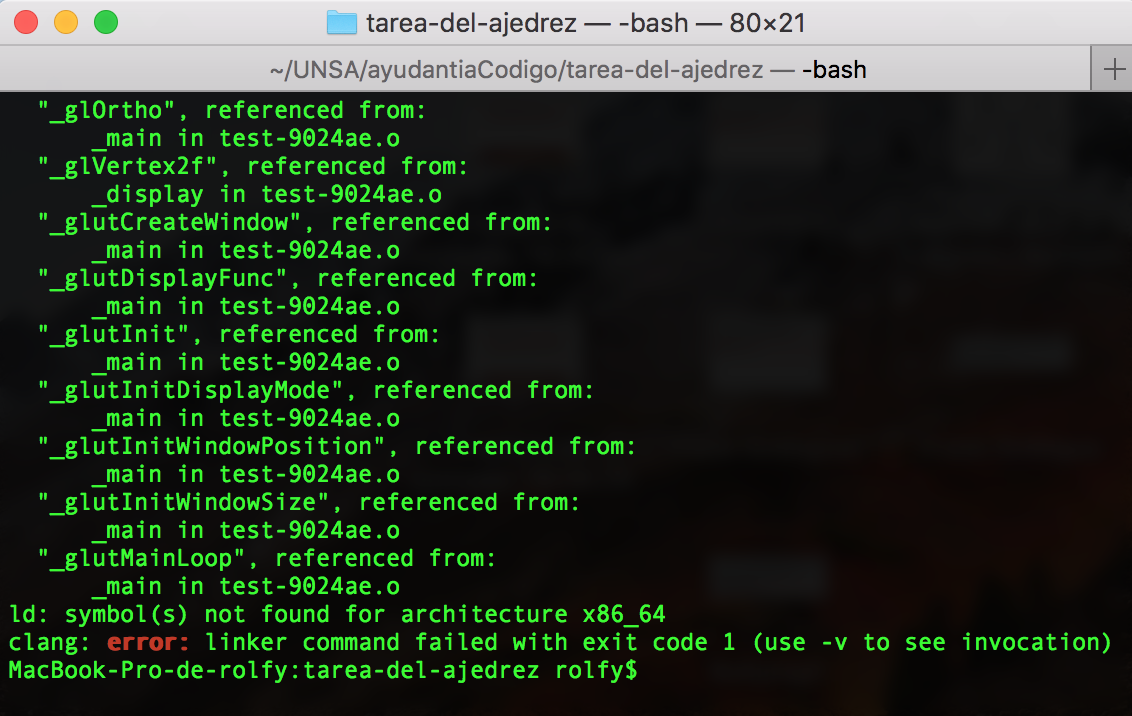 tarea-del-ajedrez — -bash — 80×21
~/UNSA/ayudantiaCodigo/tarea-del-ajedrez — -bash
"_glOrtho", referenced from:
_main in test-9024ae.o
"_glVertex2f", referenced from:
_display in test-9024ae.o
"_glutCreateWindow", referenced from:
_main in test-9024ae.o
"_glutDisplayFunc", referenced from:
_main in test-9024ae.o
"_glutInit", referenced from:
_main in test-9024ae.o
"_glutInitDisplayMode", referenced from:
_main in test-9024ae.o
"_glutInitWindowPosition", referenced from:
_main in test-9024ae.o
"_glutInitWindowSize", referenced from:
_main in test-9024ae.o
"_glutMainLoop", referenced from:
_main in test-9024ae.o
ld: symbol(s) not found for architecture x86_64
clang: error: linker command failed with exit code 1 (use -v to see invocation)
MacBook-Pro-de-rolfy:tarea-del-ajedrez rolfy$